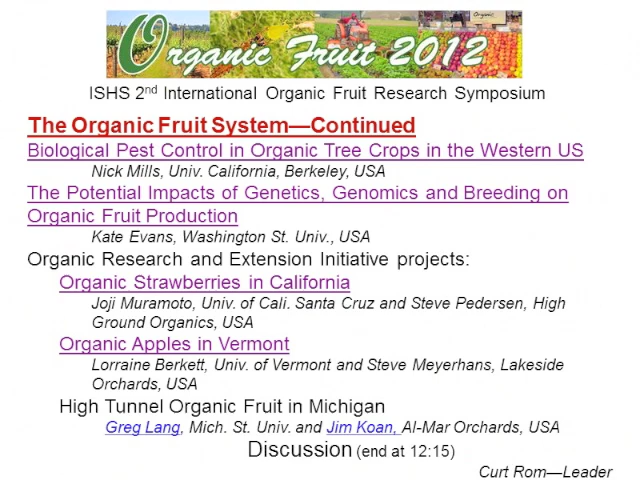 Organic Fruit 2012
ISHS 2nd International Organic Fruit Research Symposium
The Organic Fruit System—Continued
Biological Pest Control in Organic Tree Crops in the Western US
Nick Mills, Univ. California, Berkeley, USA
The Potential Impacts of Genetics, Genomics and Breeding on
Organic Fruit Production
Kate Evans, Washington St. Univ., USA
Organic Research and Extension Initiative projects:
Organic Strawberries in California
Joji Muramoto, Univ. of Cali. Santa Cruz and Steve Pedersen, High
Ground Organics, USA
Organic Apples in Vermont
Lorraine Berkett, Univ. of Vermont and Steve Meyerhans, Lakeside
Orchards, USA
High Tunnel Organic Fruit in Michigan
Greg Lang, Mich. St. Univ. and Jim Koan, Al-Mar Orchards, USA
Discussion (end at 12:15)
Curt Rom—Leader